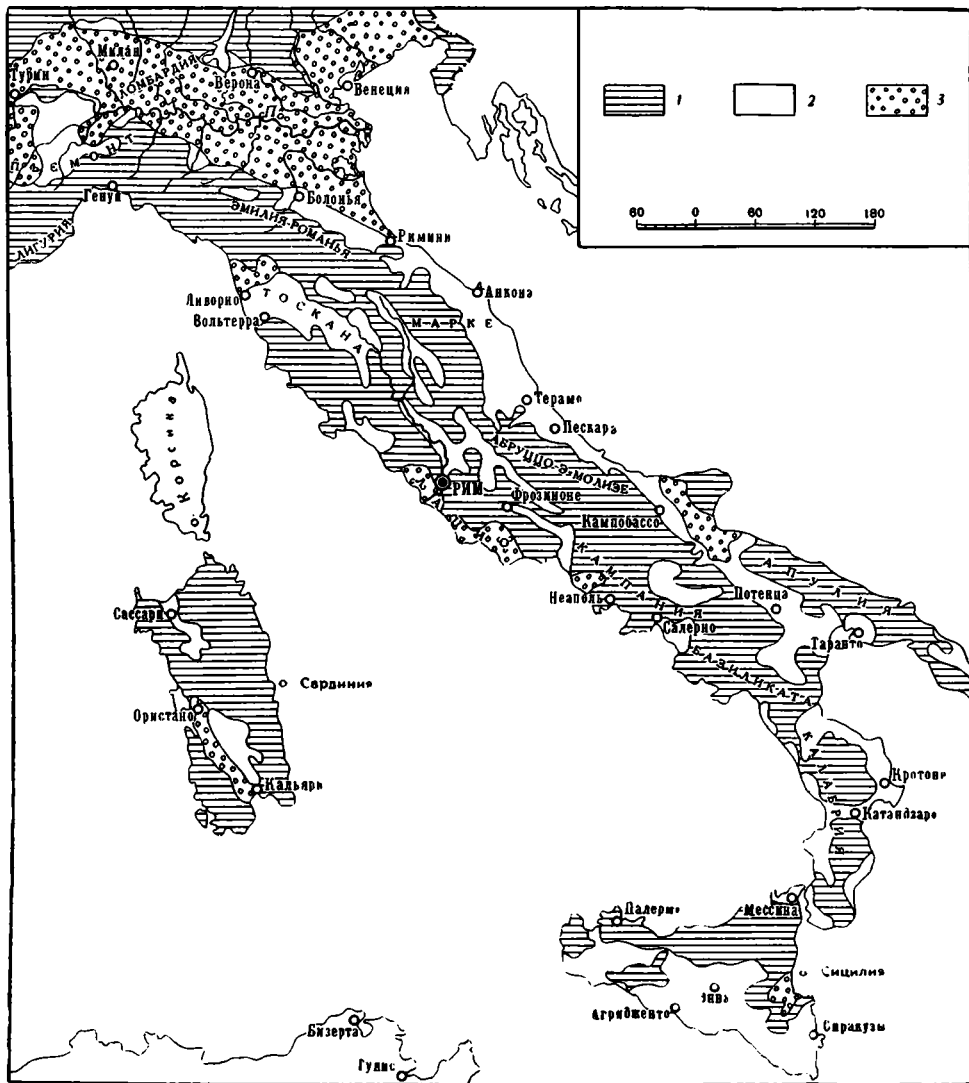 1
2
3
60 0 60 120 180
Милан
Турин
ЛОМБАРДИЯ
Верона
Венеция
П.
ПЬЕМОНТ
Генуя
Болонья
ЭМИЛИЯ-РОМАНЬЯ
ЛИГУРИЯ
Римини
Ливорно
ТОСКАНА
Вольтерра
Анкона
МАРКЕ
Корсика
Терамо
Пескара
АБРУЦЦО-Э-МОЛИЗЕ
РИМ
Фрозиноне
Кампобассо
КАМПАНИЯ
АПУЛИЯ
Неаполь
Потенца
Салерно
Таранто
БАЗИЛИКАТА
Сассари
Сардиния
Ористано
Кальяри
КАЛАБРИЯ
Кротоне
Катандзаро
Палермо
Мессина
Сицилия
Агридженто
Сиракузы
Бизерта
Тунис